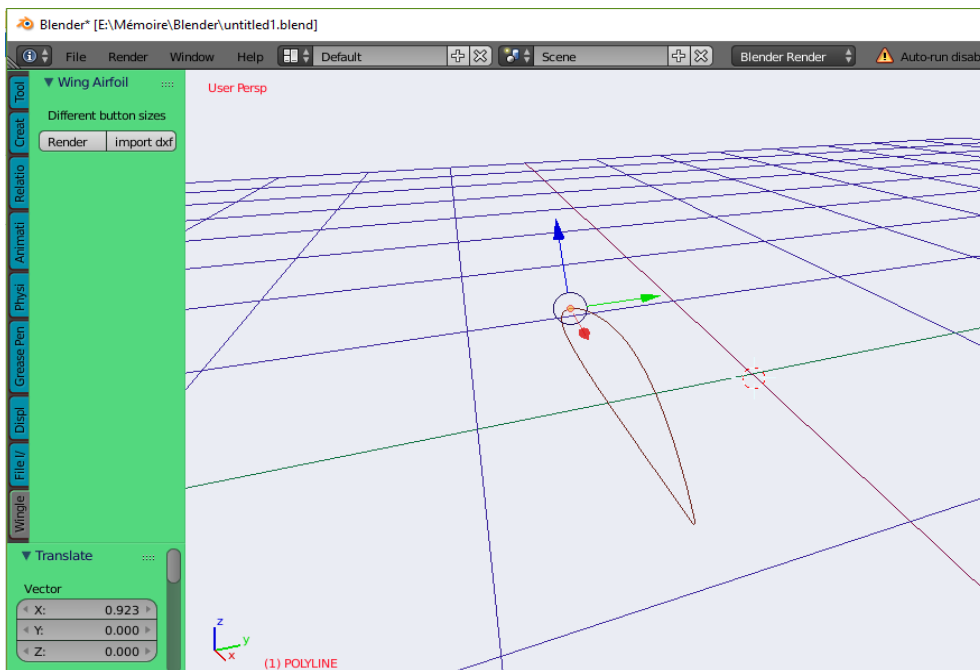 Blender* [E:\Mémoire\Blender\untitled1.blend]
File Render Window Help Default Scene Blender Render Auto-run disab
Wing Airfoil
User Persp
Different button sizes
Render import dxf
Tool
Creat
Relatio
Animati
Physi
Grease Pen
Displ
File I/
Wingle
Translate
Vector
X: 0.923
Y: 0.000
Z: 0.000
z
y
x
(1) POLYLINE